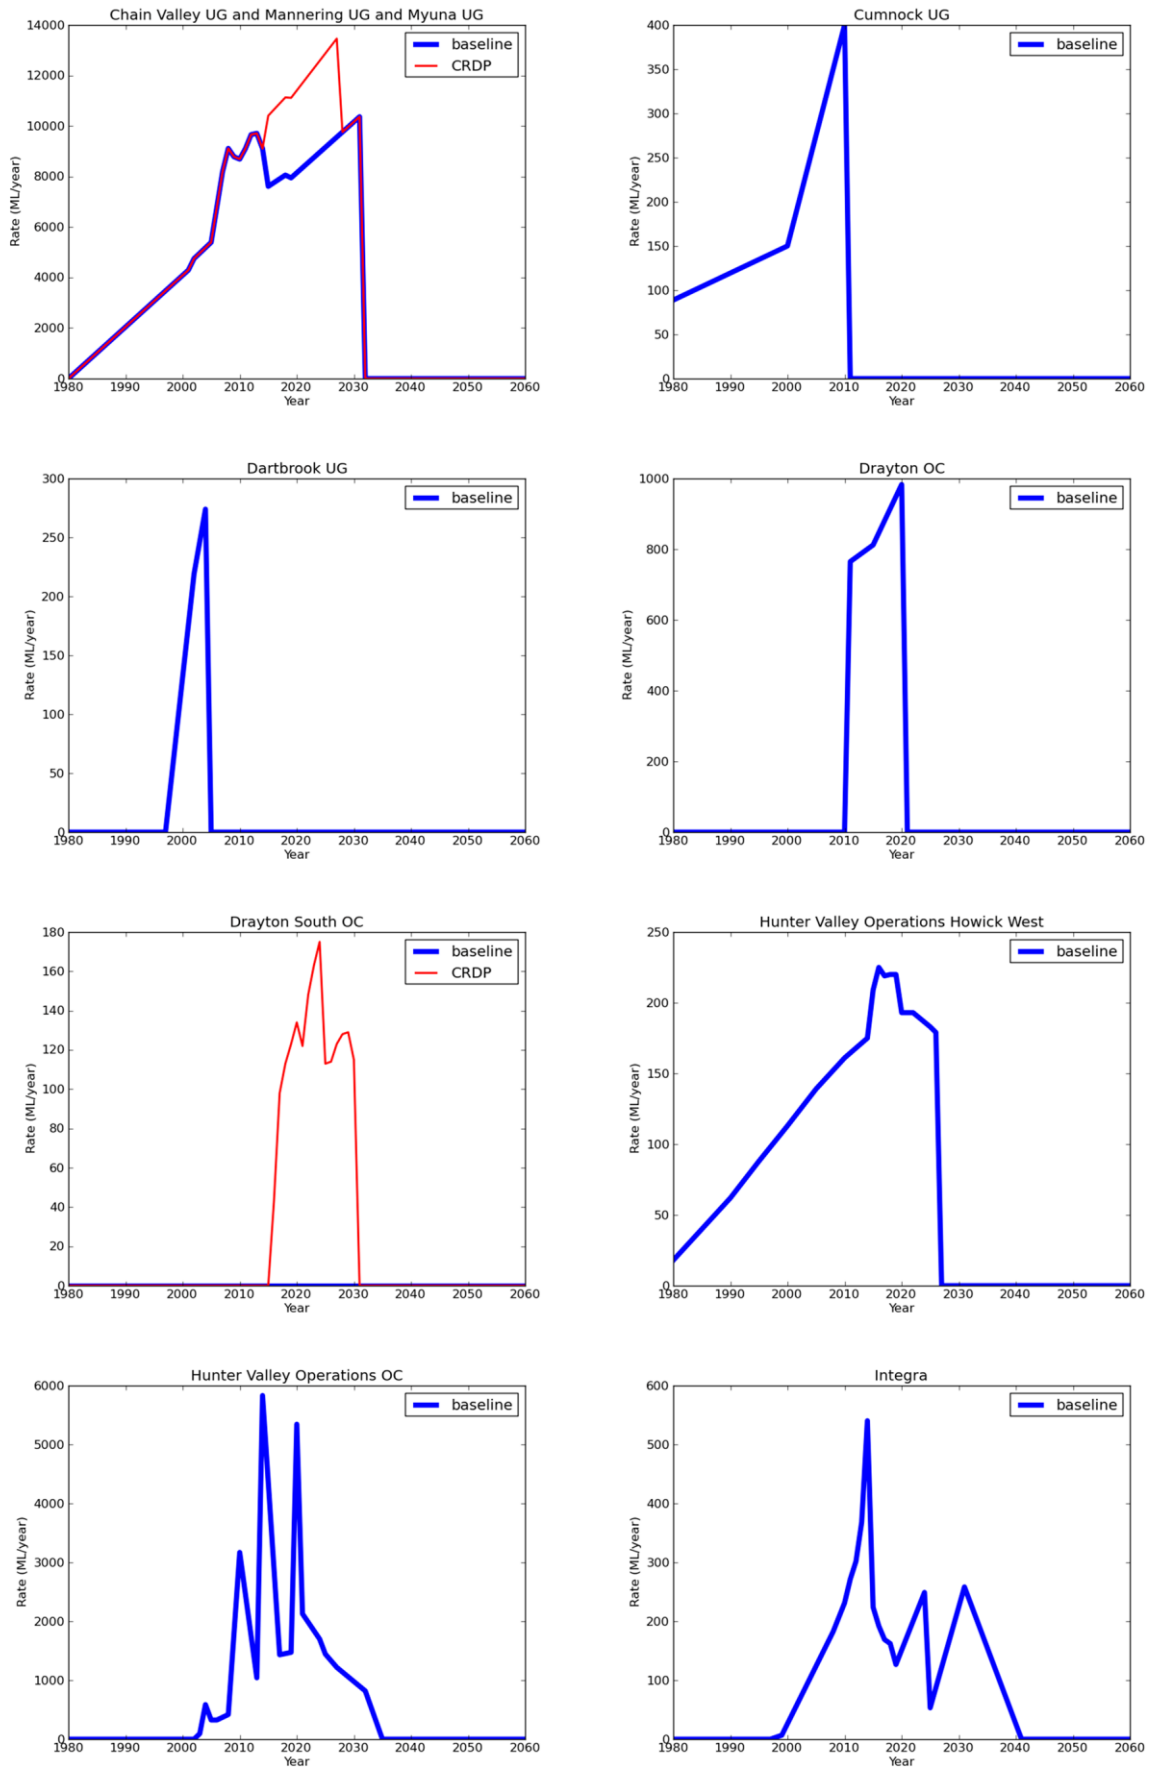 Chain Valley UG and Mannering UG and Myuna UG
14000
12000
10000
8000
6000
4000
2000
0
Rate (ML/year)
baseline
CRDP
1980 1990 2000 2010 2020 2030 2040 2050 2060
Year
Cumnock UG
400
350
300
250
200
150
100
50
0
Rate (ML/year)
baseline
1980 1990 2000 2010 2020 2030 2040 2050 2060
Year
Dartbrook UG
300
250
200
150
100
50
0
Rate (ML/year)
baseline
1980 1990 2000 2010 2020 2030 2040 2050 2060
Year
Drayton OC
1000
800
600
400
200
0
Rate (ML/year)
baseline
1980 1990 2000 2010 2020 2030 2040 2050 2060
Year
Drayton South OC
180
160
140
120
100
80
60
40
20
0
Rate (ML/year)
baseline
CRDP
1980 1990 2000 2010 2020 2030 2040 2050 2060
Year
Hunter Valley Operations Howick West
250
200
150
100
50
0
Rate (ML/year)
baseline
1980 1990 2000 2010 2020 2030 2040 2050 2060
Year
Hunter Valley Operations OC
6000
5000
4000
3000
2000
1000
0
Rate (ML/year)
baseline
1980 1990 2000 2010 2020 2030 2040 2050 2060
Year
Integra
600
500
400
300
200
100
0
Rate (ML/year)
baseline
1980 1990 2000 2010 2020 2030 2040 2050 2060
Year